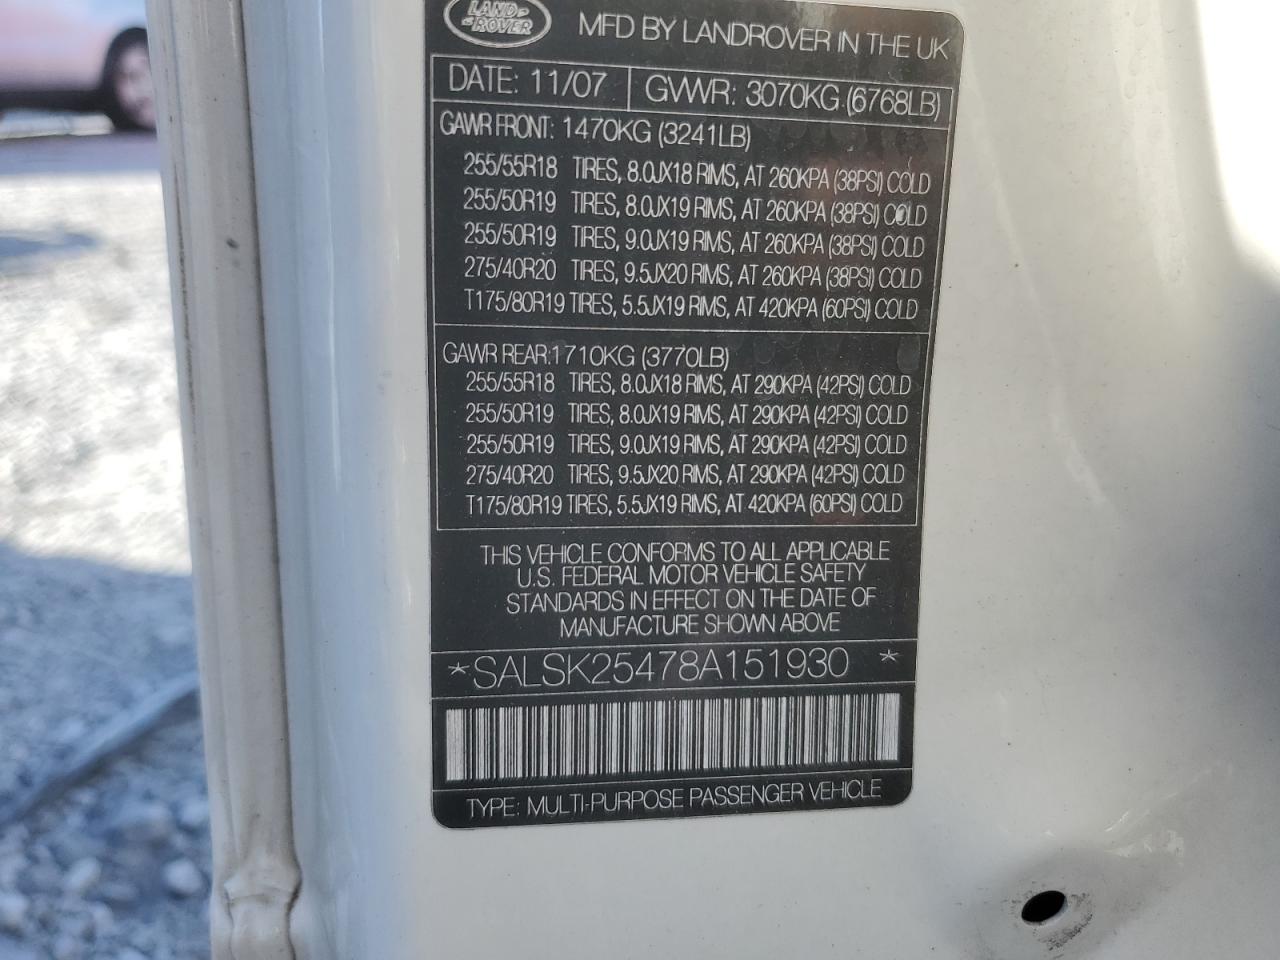 LAND ROVER
MFD BY LANDROVER IN THE UK
DATE: 11/07
GVWR: 3070KG (6768LB)
GAWR FRONT: 1470KG (3241LB)
255/55R18 TIRES, 8.0JX18 RIMS, AT 260KPA (38PSI) COLD
255/50R19 TIRES, 8.0JX19 RIMS, AT 260KPA (38PSI) COLD
255/50R19 TIRES, 9.0JX19 RIMS, AT 260KPA (38PSI) COLD
275/40R20 TIRES, 9.5JX20 RIMS, AT 260KPA (38PSI) COLD
T175/80R19 TIRES, 5.5JX19 RIMS, AT 420KPA (60PSI) COLD
GAWR REAR:1710KG (3770LB)
255/55R18 TIRES, 8.0JX18 RIMS, AT 290KPA (42PSI) COLD
255/50R19 TIRES, 8.0JX19 RIMS, AT 290KPA (42PSI) COLD
255/50R19 TIRES, 9.0JX19 RIMS, AT 290KPA (42PSI) COLD
275/40R20 TIRES, 9.5JX20 RIMS, AT 290KPA (42PSI) COLD
T175/80R19 TIRES, 5.5JX19 RIMS, AT 420KPA (60PSI) COLD
THIS VEHICLE CONFORMS TO ALL APPLICABLE
U.S. FEDERAL MOTOR VEHICLE SAFETY
STANDARDS IN EFFECT ON THE DATE OF
MANUFACTURE SHOWN ABOVE
*SALSK25478A151930 *
TYPE: MULTI-PURPOSE PASSENGER VEHICLE